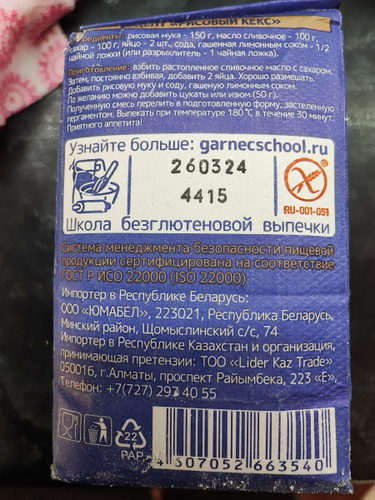 «РИСОВЫЙ КЕКС»
рисовая мука - 150 г, масло сливочное - 100 г,
сахар - 100 г, яйцо - 2 шт., сода, гашенная лимонным соком - 1/2
чайной ложки (или разрыхлитель - 1 чайная ложка).
Приготовление: взбить растопленное сливочное масло с сахаром.
Затем, постоянно взбивая, добавить 2 яйца. Хорошо размешать.
Добавить рисовую муку и соду, гашеную лимонным соком.
По желанию можно добавить цукаты или изюм (50 г).
Полученную смесь перелить в подготовленную форму, застеленную
пергаментом. Выпекать при температуре 180°С в течение 30 минут.
Приятного аппетита!
Узнайте больше: garnecschool.ru
260324
4415
RU-001-051
Школа безглютеновой выпечки
Система менеджмента безопасности пищевой
продукции сертифицирована на соответствие
ГОСТ Р ИСО 22000 (ISO 22000)
Импортер в Республике Беларусь:
ООО «ЮМАБЕЛ», 223021, Республика Беларусь,
Минский район, Щомыслинский с/с, 74
Импортер в Республике Казахстан и организация,
принимающая претензии: ТОО «Lider Kaz Trade»
050016, г.Алматы, проспект Райымбека, 223 «Е»,
Телефон: +7(727) 297 40 55
22
PAP
4 307052 663540